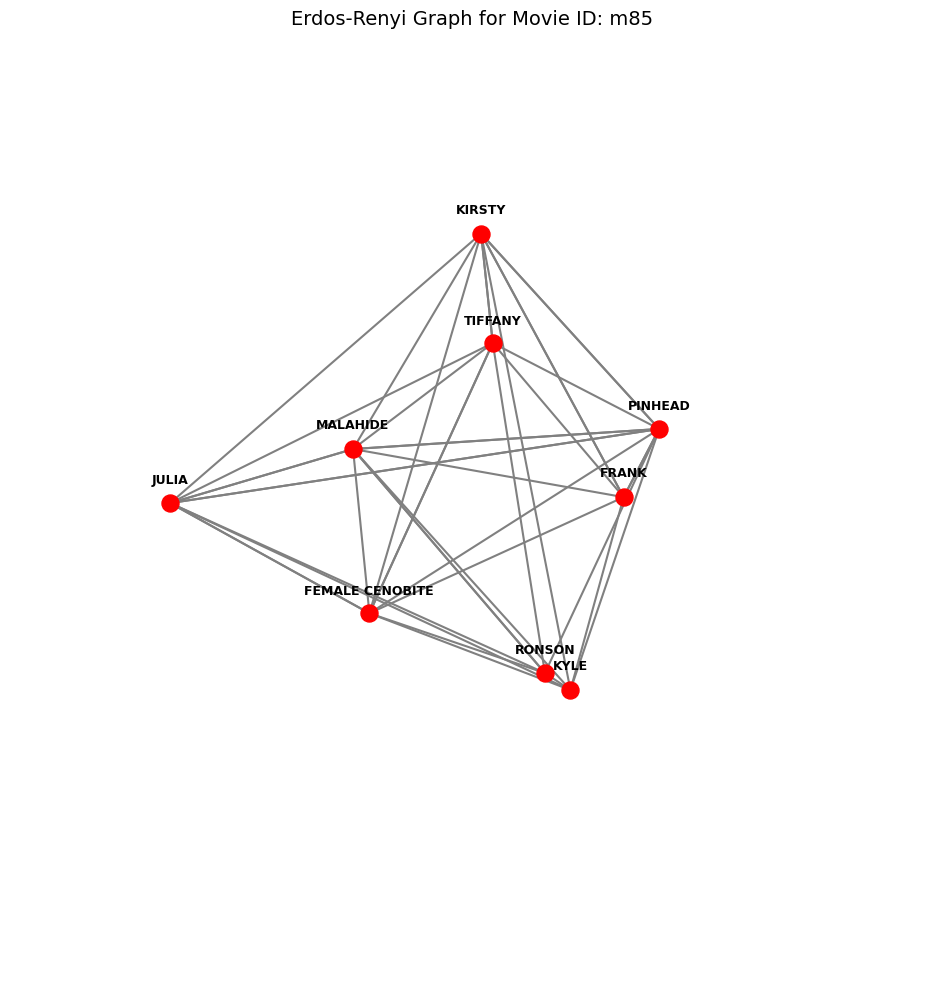 Erdos-Renyi Graph for Movie ID: m85
KIRSTY
TIFFANY
PINHEAD
MALAHIDE
FRANK
JULIA
FEMALE CENOBITE
RONSON
KYLE